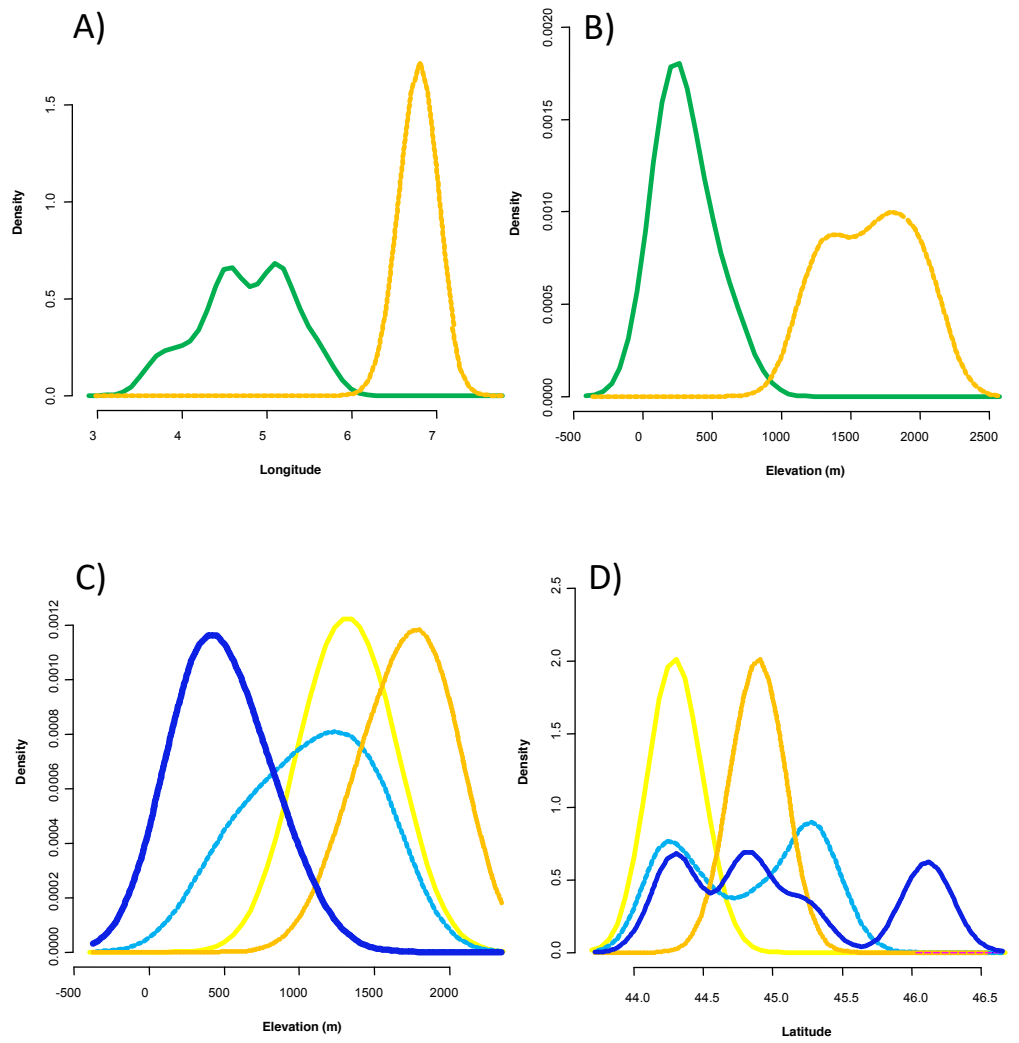 A)
Density
0.0 0.5 1.0 1.5
3 4 5 6 7
Longitude
B)
Density
0.0000 0.0005 0.0010 0.0015 0.0020
-500 0 500 1000 1500 2000 2500
Elevation (m)
C)
Density
0.0000 0.0002 0.0004 0.0006 0.0008 0.0010 0.0012
-500 0 500 1000 1500 2000
Elevation (m)
D)
Density
0.0 0.5 1.0 1.5 2.0 2.5
44.0 44.5 45.0 45.5 46.0 46.5
Latitude